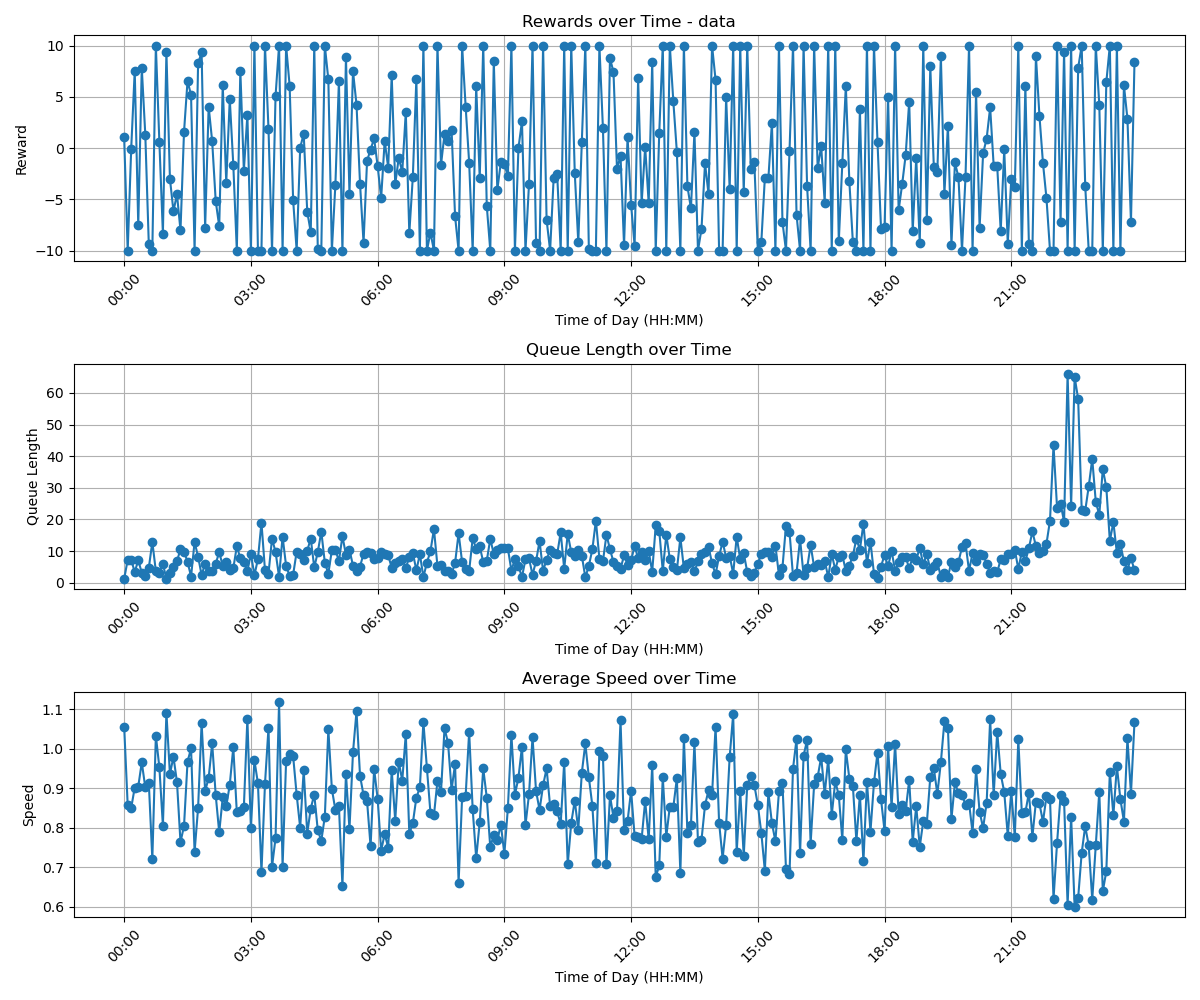 Rewards over Time - data
10
5
0
−5
−10
Reward
00:00 03:00 06:00 09:00 12:00 15:00 18:00 21:00
Time of Day (HH:MM)
Queue Length over Time
60
50
40
30
20
10
0
Queue Length
00:00 03:00 06:00 09:00 12:00 15:00 18:00 21:00
Time of Day (HH:MM)
Average Speed over Time
1.1
1.0
0.9
0.8
0.7
0.6
Speed
00:00 03:00 06:00 09:00 12:00 15:00 18:00 21:00
Time of Day (HH:MM)